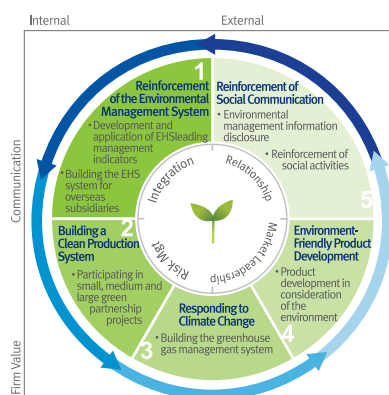 Internal
External
Communication
Firm Value
1
Reinforcement
of the Environmental
Management System
• Development
and application of EHSleading
management
indicators
• Building the EHS
system for
overseas
subsidiaries
2
Building a
Clean Production
System
• Participating in
small, medium and
large green
partnership
projects
3
Responding to
Climate Change
• Building the greenhouse
gas management system
4
Environment-
Friendly Product
Development
• Product
development in
consideration of
the environment
5
Reinforcement of
Social Communication
• Environmental
management information
disclosure
• Reinforcement of
social activities
Integration
Relationship
Market Leadership
Risk Mgt